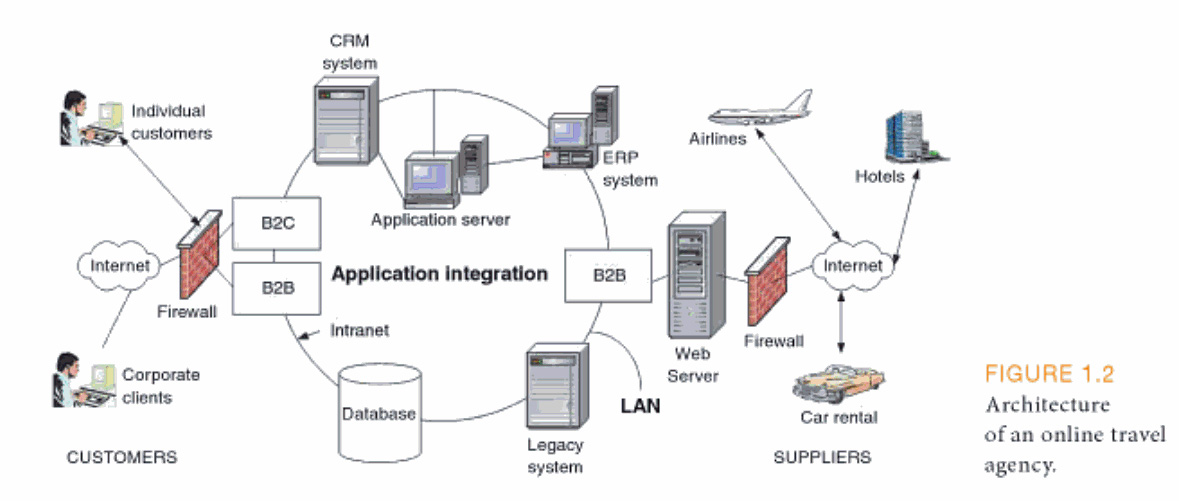 CRM
system
Individual
customers
Airlines
Hotels
ERP
system
Application server
B2C
Internet
Application integration
B2B
B2B
Internet
Firewall
Intranet
Firewall
Web
Server
Corporate
clients
Database
LAN
Car rental
Legacy
system
CUSTOMERS
SUPPLIERS
FIGURE 1.2
Architecture
of an online travel
agency.